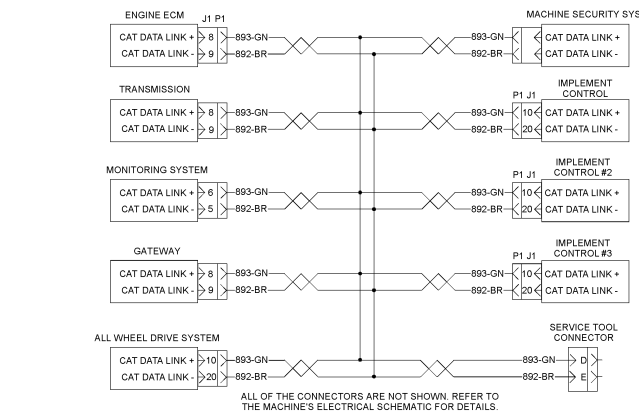 ENGINE ECM
J1 P1
CAT DATA LINK + 8 893-GN
CAT DATA LINK - 9 892-BR
MACHINE SECURITY SYS
893-GN CAT DATA LINK +
892-BR CAT DATA LINK -
TRANSMISSION
CAT DATA LINK + 8 893-GN
CAT DATA LINK - 9 892-BR
IMPLEMENT
CONTROL
P1 J1
893-GN 10 CAT DATA LINK +
892-BR 20 CAT DATA LINK -
MONITORING SYSTEM
CAT DATA LINK + 6 893-GN
CAT DATA LINK - 5 892-BR
IMPLEMENT
CONTROL #2
P1 J1
893-GN 10 CAT DATA LINK +
892-BR 20 CAT DATA LINK -
GATEWAY
CAT DATA LINK + 8 893-GN
CAT DATA LINK - 9 892-BR
IMPLEMENT
CONTROL #3
P1 J1
893-GN 10 CAT DATA LINK +
892-BR 20 CAT DATA LINK -
ALL WHEEL DRIVE SYSTEM
CAT DATA LINK + 10 893-GN
CAT DATA LINK - 20 892-BR
SERVICE TOOL
CONNECTOR
893-GN D
892-BR E
ALL OF THE CONNECTORS ARE NOT SHOWN. REFER TO
THE MACHINE'S ELECTRICAL SCHEMATIC FOR DETAILS.